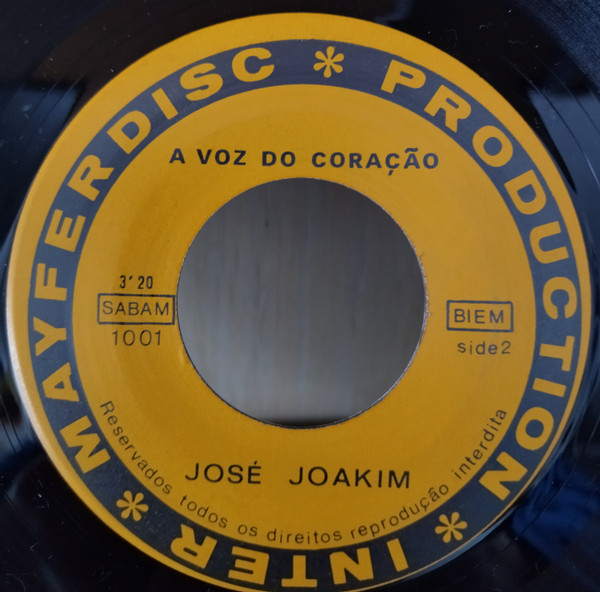 MAYFERDISC * PRODUCTION * INTER *
A VOZ DO CORAÇÃO
3'20
SABAM
1001
BIEM
side2
JOSÉ JOAKIM
Reservados todos os direitos reprodução interdita